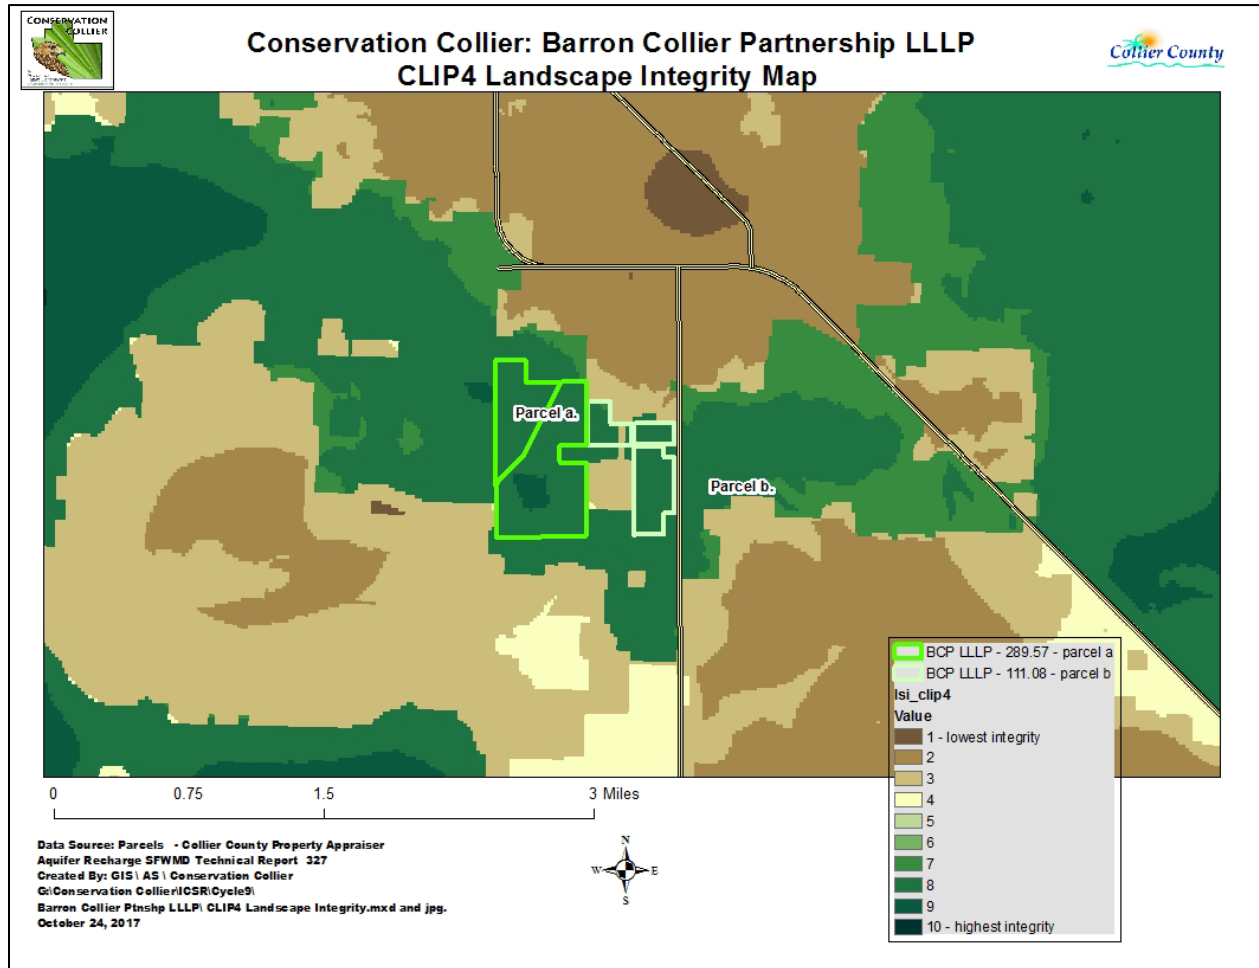 CONSERVATION
COLLIER
Conservation Collier: Barron Collier Partnership LLLP
CLIP4 Landscape Integrity Map
Collier County
Parcel a.
Parcel b.
BCP LLLP - 289.57 - parcel a
BCP LLLP - 111.08 - parcel b
lsi_clip4
Value
1 - lowest integrity
2
3
4
5
6
7
8
9
10 - highest integrity
0 0.75 1.5 3 Miles
Data Source: Parcels - Collier County Property Appraiser
Aquifer Recharge SFWMD Technical Report 327
Created By: GIS \ AS \ Conservation Collier
G:\Conservation Collier\ICSR\Cycle9\
Barron Collier Ptnshp LLLP\ CLIP4 Landscape Integrity.mxd and jpg.
October 24, 2017
N
W E
S